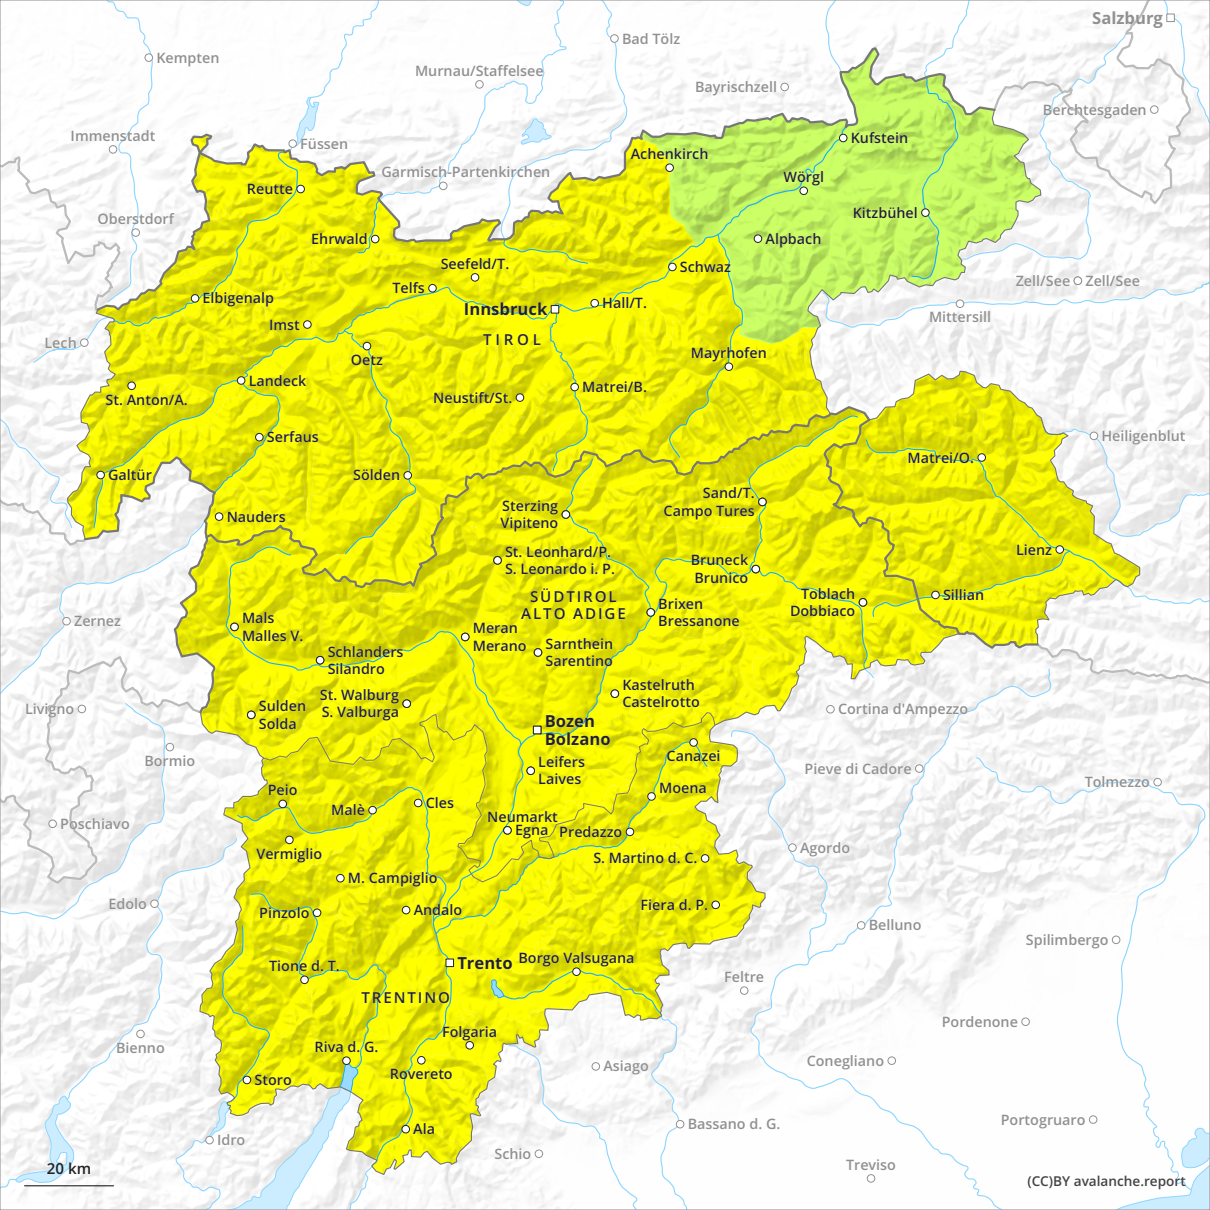 Salzburg
Bad Tölz
Kempten
Murnau/Staffelsee
Bayrischzell
Berchtesgaden
Immenstadt
Füssen
Kufstein
Achenkirch
Garmisch-Partenkirchen
Wörgl
Reutte
Oberstdorf
Kitzbühel
Ehrwald
Alpbach
Seefeld/T.
Schwaz
Zell/See
Zell/See
Telfs
Elbigenalp
Innsbruck
Hall/T.
Mittersill
Imst
TIROL
Lech
Oetz
Mayrhofen
Landeck
Matrei/B.
St. Anton/A.
Neustift/St.
Serfaus
Heiligenblut
Matrei/O.
Galtür
Sölden
Sand/T.
Campo Tures
Sterzing
Vipiteno
Nauders
St. Leonhard/P.
S. Leonardo i. P.
Lienz
Bruneck
Brunico
SÜDTIROL
ALTO ADIGE
Toblach
Dobbiaco
Sillian
Brixen
Bressanone
Zernez
Mals
Malles V.
Meran
Merano
Sarnthein
Sarentino
Schlanders
Silandro
Kastelruth
Castelrotto
St. Walburg
S. Valburga
Livigno
Sulden
Solda
Cortina d'Ampezzo
Bozen
Bolzano
Bormio
Canazei
Leifers
Laives
Pieve di Cadore
Tolmezzo
Peio
Moena
Malè
Cles
Neumarkt
Egna
Predazzo
Poschiavo
Vermiglio
Agordo
S. Martino d. C.
M. Campiglio
Edolo
Pinzolo
Andalo
Fiera d. P.
Belluno
Spilimbergo
Trento
Borgo Valsugana
Tione d. T.
Feltre
TRENTINO
Pordenone
Folgaria
Bienno
Riva d. G.
Conegliano
Asiago
Rovereto
Storo
Portogruaro
Bassano d. G.
Ala
Idro
Schio
Treviso
20 km
(CC)BY avalanche.report